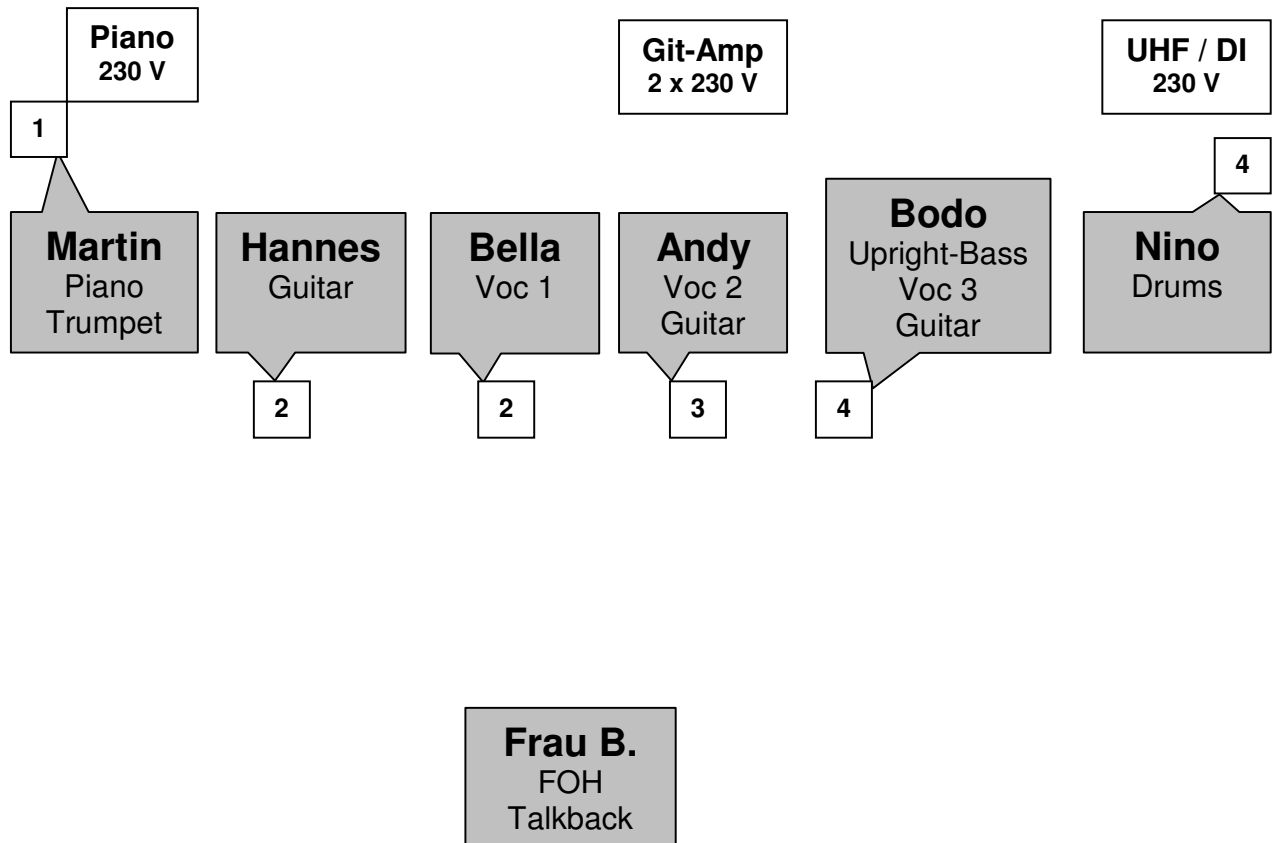 Piano
230 V
Git-Amp
2 x 230 V
UHF / DI
230 V
1
4
Martin
Piano
Trumpet
Hannes
Guitar
Bella
Voc 1
Andy
Voc 2
Guitar
Bodo
Upright-Bass
Voc 3
Guitar
Nino
Drums
2
2
3
4
Frau B.
FOH
Talkback